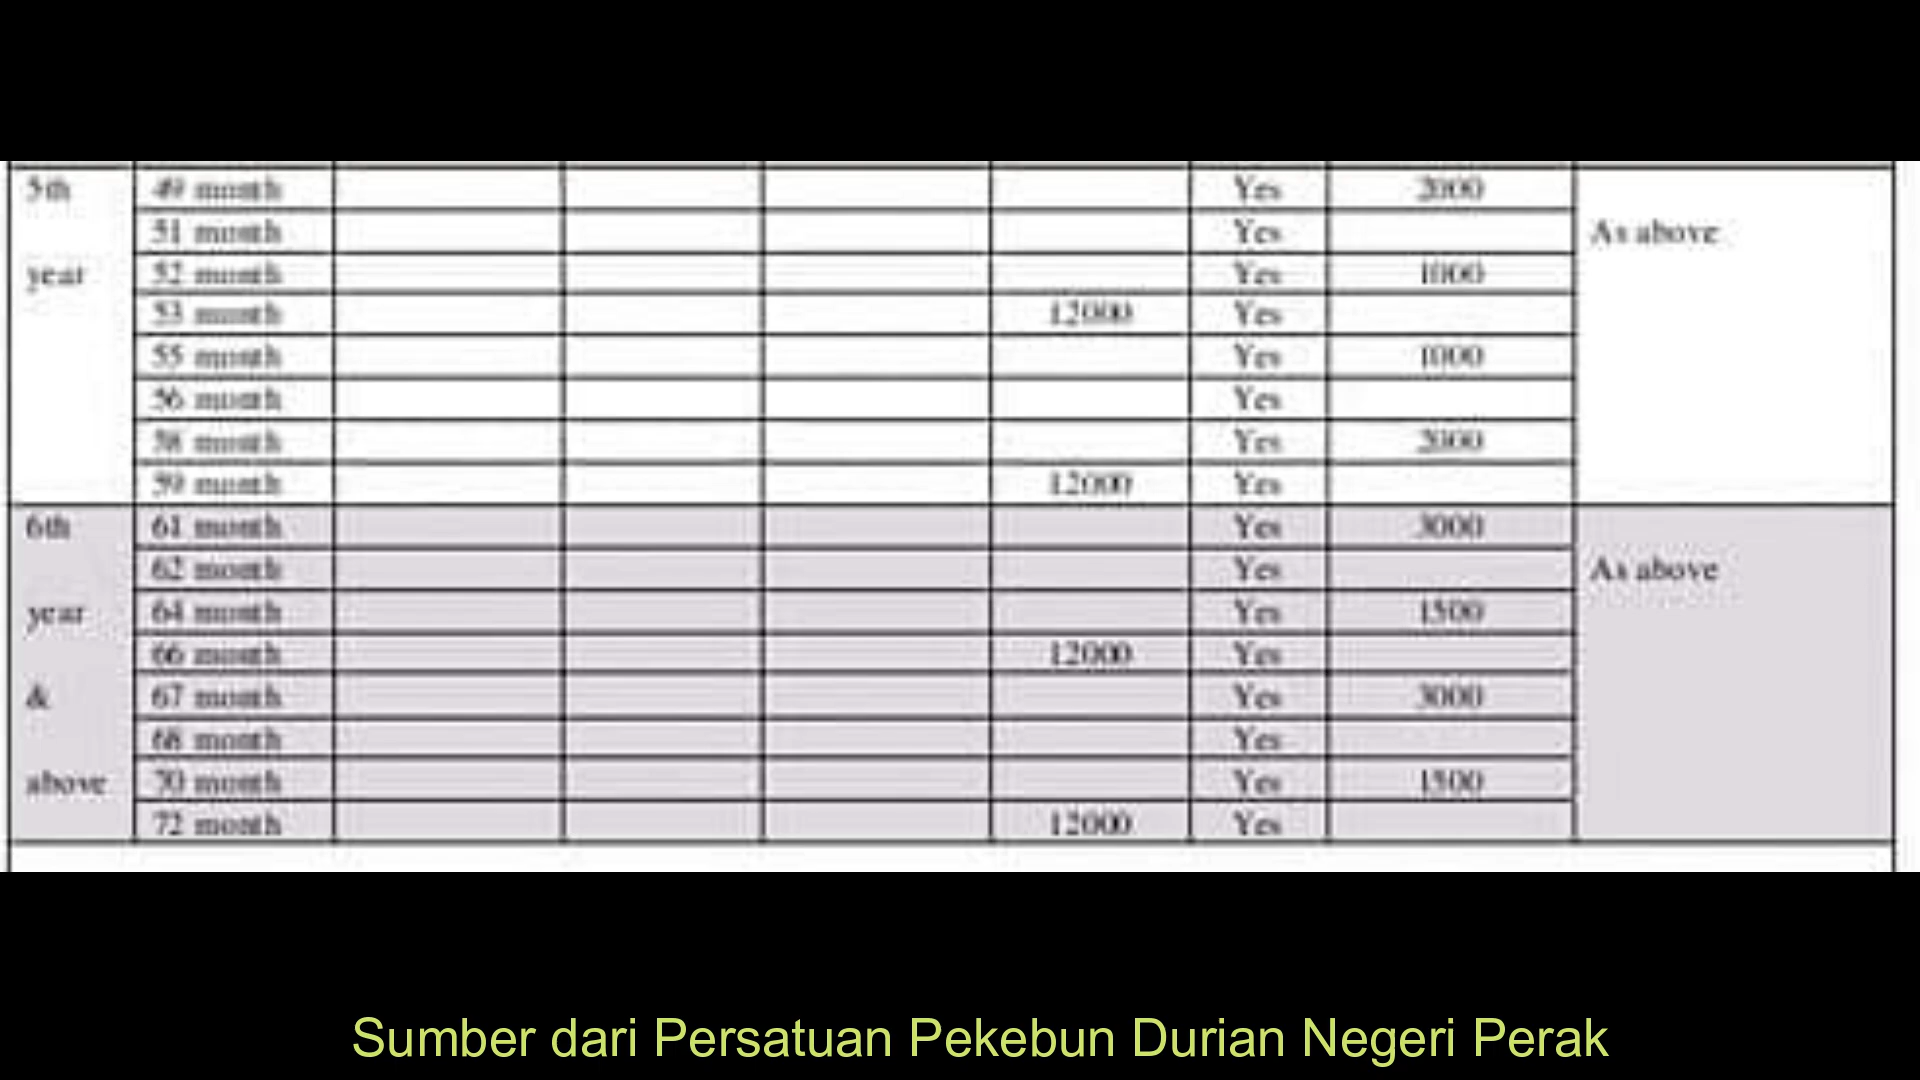 5th 49 month Yes 2000
51 month Yes As above
year 52 month Yes 1000
53 month 12000 Yes
55 month Yes 1000
56 month Yes
58 month Yes 2000
59 month 12000 Yes
6th 61 month Yes 3000
62 month Yes As above
year 64 month Yes 1500
66 month 12000 Yes
& 67 month Yes 3000
68 month Yes
above 70 month Yes 1500
72 month 12000 Yes
Sumber dari Persatuan Pekebun Durian Negeri Perak